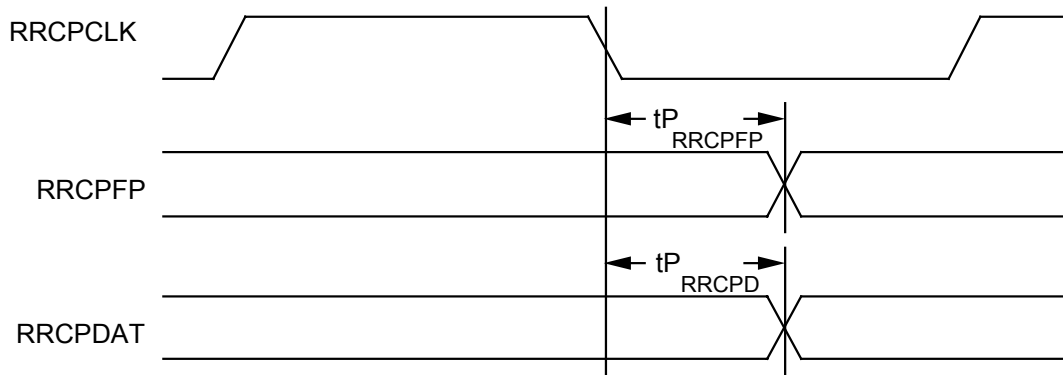 RRCPCLK
tP
RRCPFP
RRCPFP
tP
RRCPD
RRCPDAT